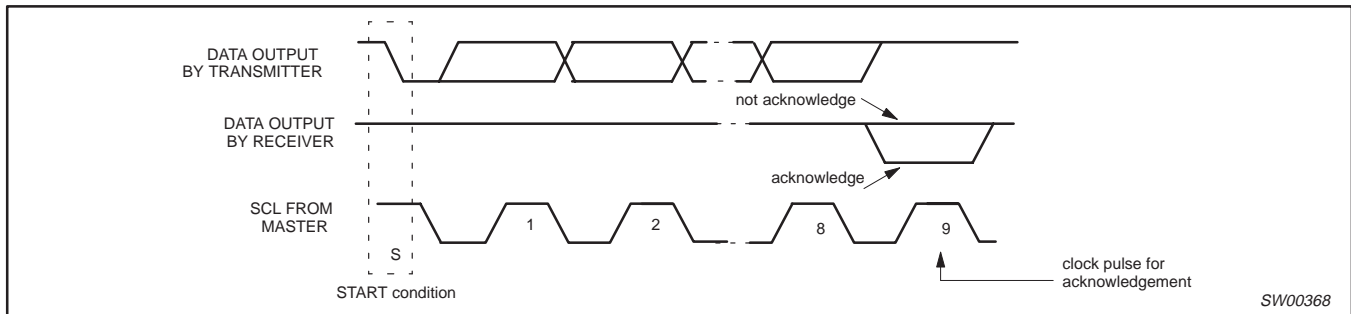 DATA OUTPUT
BY TRANSMITTER
not acknowledge
DATA OUTPUT
BY RECEIVER
acknowledge
SCL FROM
MASTER
1
2
8
9
S
clock pulse for
acknowledgement
START condition
SW00368